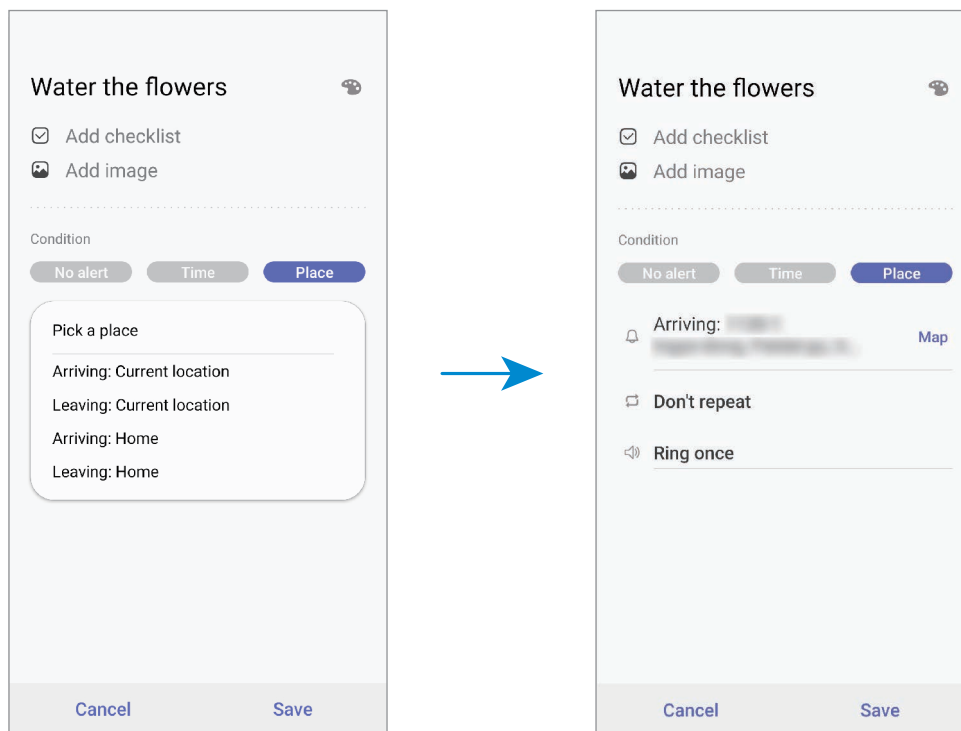 Water the flowers
Add checklist
Add image
Condition
No alert Time Place
Pick a place
Arriving: Current location
Leaving: Current location
Arriving: Home
Leaving: Home
Cancel Save
Water the flowers
Add checklist
Add image
Condition
No alert Time Place
Arriving:
Map
Don't repeat
Ring once
Cancel Save